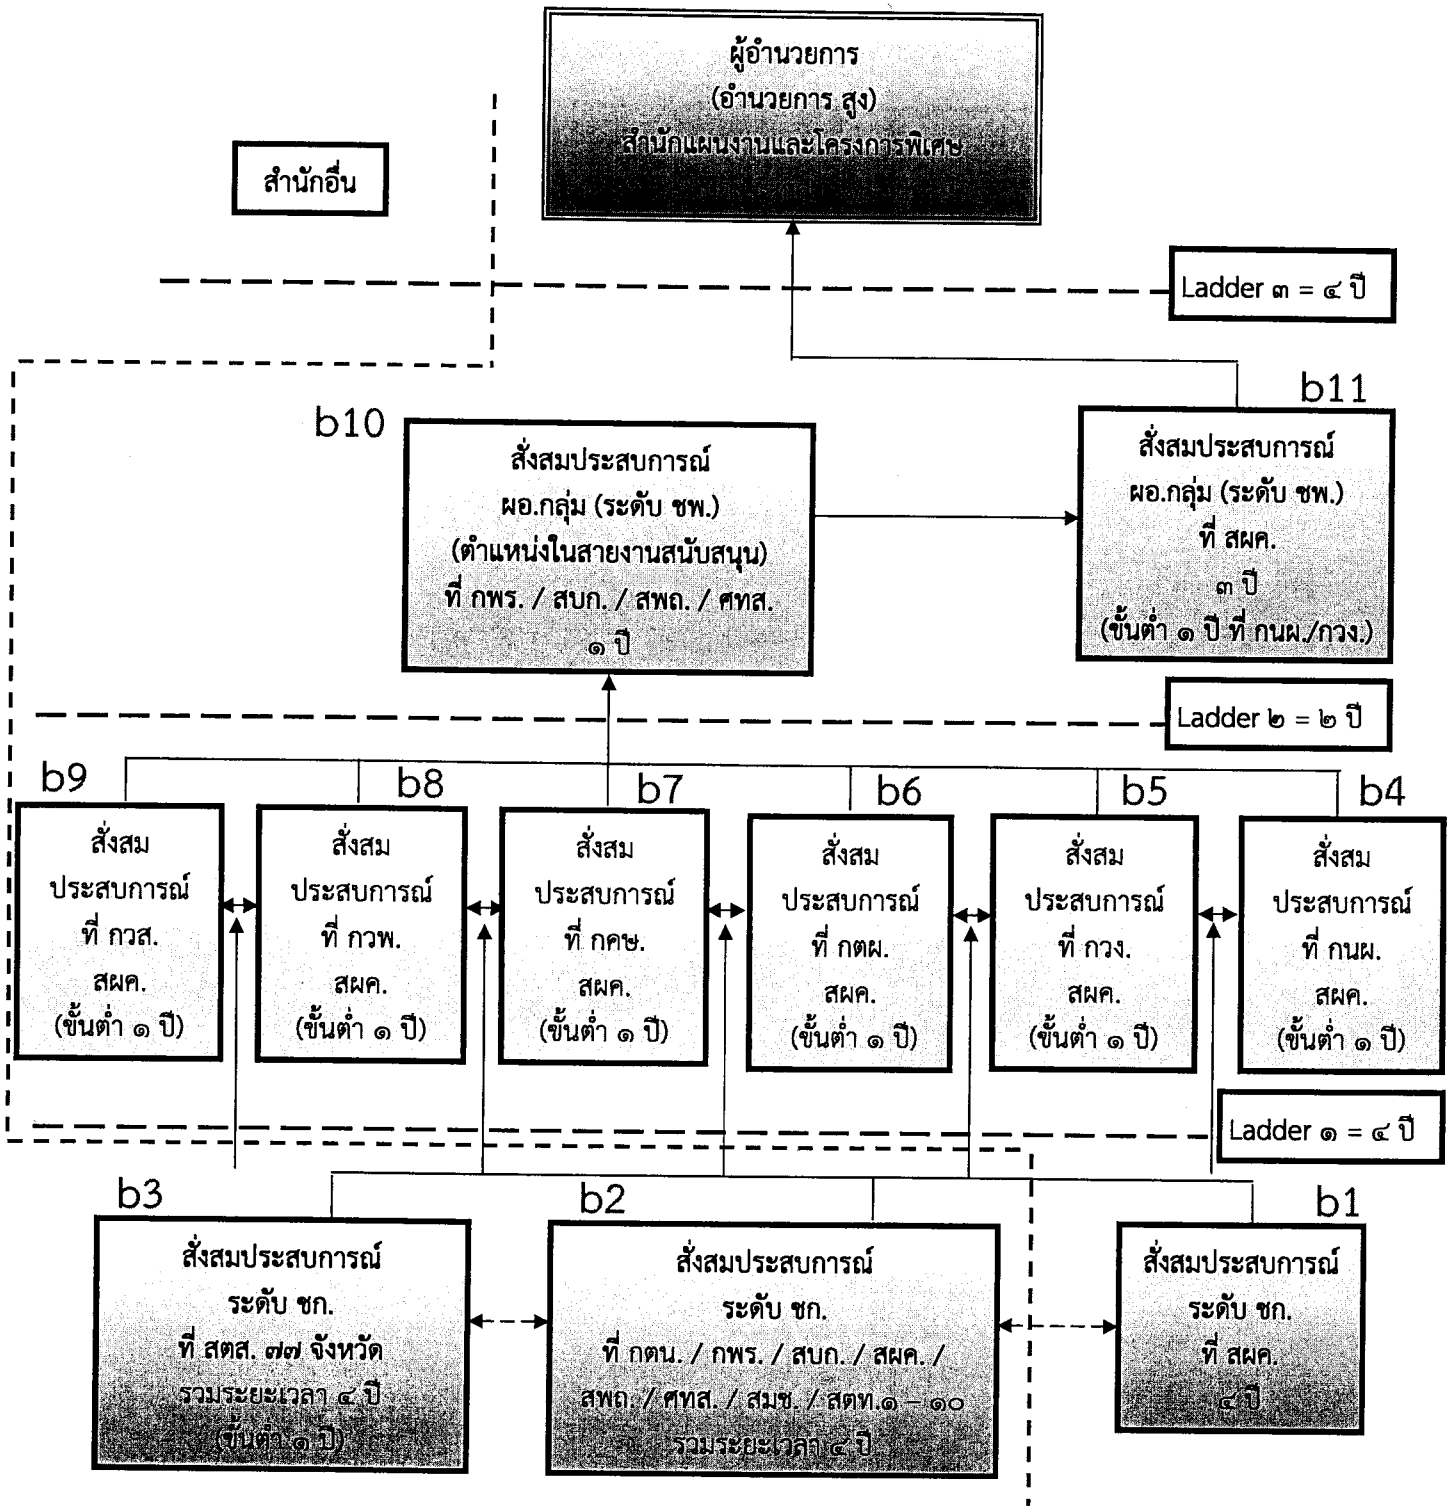 ผู้อำนวยการ
(อำนวยการ สูง)
สำนักแผนงานและโครงการพิเศษ
สำนักอื่น
Ladder ๓ = ๔ ปี
b11
b10
สั่งสมประสบการณ์
ผอ.กลุ่ม (ระดับ ชพ.)
(ตำแหน่งในสายงานสนับสนุน)
ที่ กพร. / สบก. / สพถ. / ศทส.
๑ ปี
สั่งสมประสบการณ์
ผอ.กลุ่ม (ระดับ ชพ.)
ที่ สผค.
๓ ปี
(ขั้นต่ำ ๑ ปี ที่ กนผ./กวง.)
Ladder ๒ = ๒ ปี
b9
สั่งสม
ประสบการณ์
ที่ กวส.
สผค.
(ขั้นต่ำ ๑ ปี)
b8
สั่งสม
ประสบการณ์
ที่ กวพ.
สผค.
(ขั้นต่ำ ๑ ปี)
b7
สั่งสม
ประสบการณ์
ที่ กคษ.
สผค.
(ขั้นต่ำ ๑ ปี)
b6
สั่งสม
ประสบการณ์
ที่ กตผ.
สผค.
(ขั้นต่ำ ๑ ปี)
b5
สั่งสม
ประสบการณ์
ที่ กวง.
สผค.
(ขั้นต่ำ ๑ ปี)
b4
สั่งสม
ประสบการณ์
ที่ กนผ.
สผค.
(ขั้นต่ำ ๑ ปี)
Ladder ๑ = ๔ ปี
b3
สั่งสมประสบการณ์
ระดับ ชก.
ที่ สตส. ๗๗ จังหวัด
รวมระยะเวลา ๔ ปี
(ขั้นต่ำ ๑ ปี)
b2
สั่งสมประสบการณ์
ระดับ ชก.
ที่ กตน. / กพร. / สบก. / สผค. /
สพถ. / ศทส. / สมช. / สตท.๑ – ๑๐
รวมระยะเวลา ๔ ปี
b1
สั่งสมประสบการณ์
ระดับ ชก.
ที่ สผค.
๔ ปี